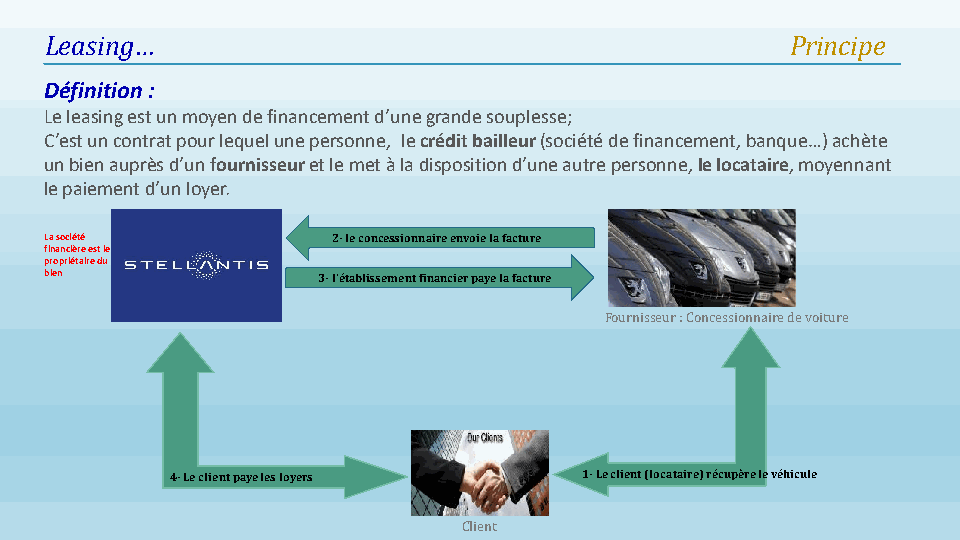 Leasing… Principe
Définition :
Le leasing est un moyen de financement d’une grande souplesse;
C’est un contrat pour lequel une personne, le crédit bailleur (société de financement, banque…) achète
un bien auprès d’un fournisseur et le met à la disposition d’une autre personne, le locataire, moyennant
le paiement d’un loyer.
La société
financière est le
propriétaire du
bien
STELLANTIS
2- le concessionnaire envoie la facture
3- l’établissement financier paye la facture
Fournisseur : Concessionnaire de voiture
Our Clients
4- Le client paye les loyers
1- Le client (locataire) récupère le véhicule
Client